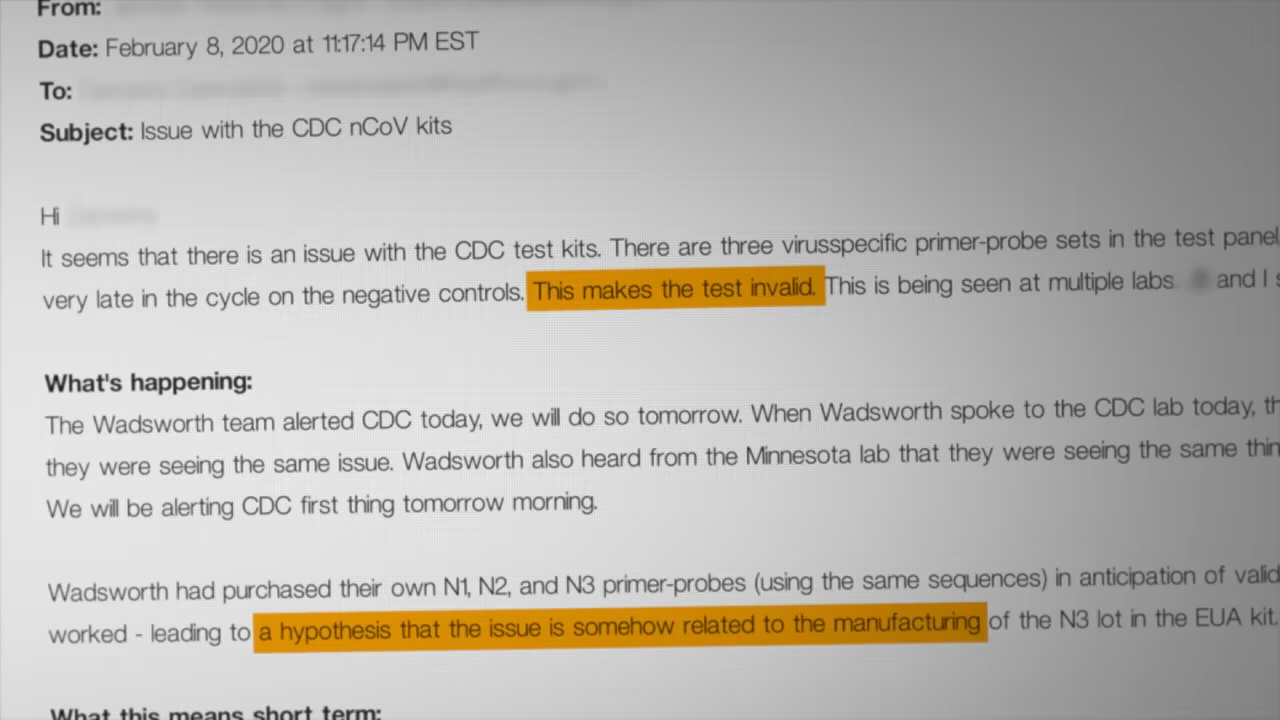 From:
Date: February 8, 2020 at 11:17:14 PM EST
To:
Subject: Issue with the CDC nCoV kits
Hi
It seems that there is an issue with the CDC test kits. There are three virusspecific primer-probe sets in the test panel
very late in the cycle on the negative controls. This makes the test invalid. This is being seen at multiple labs. and I s
What's happening:
The Wadsworth team alerted CDC today, we will do so tomorrow. When Wadsworth spoke to the CDC lab today, th
they were seeing the same issue. Wadsworth also heard from the Minnesota lab that they were seeing the same thin
We will be alerting CDC first thing tomorrow morning.
Wadsworth had purchased their own N1, N2, and N3 primer-probes (using the same sequences) in anticipation of valid
worked - leading to a hypothesis that the issue is somehow related to the manufacturing of the N3 lot in the EUA kit.
What this means short term: